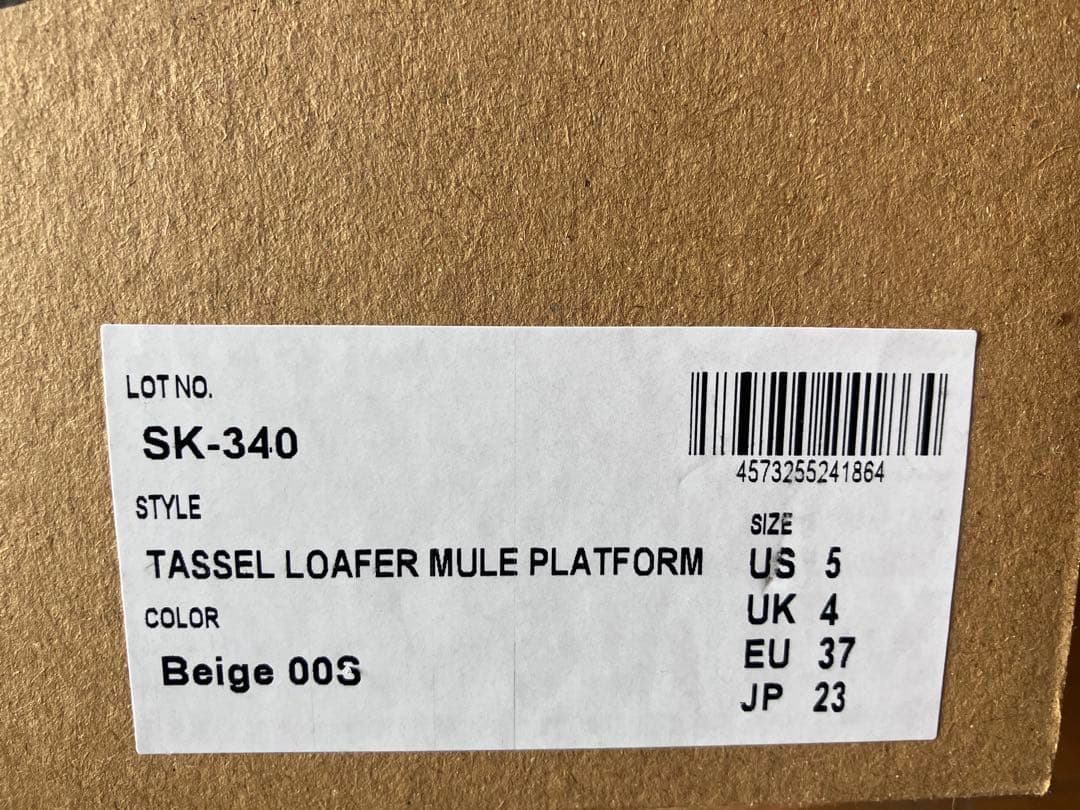 LOT NO.
SK-340
STYLE
TASSEL LOAFER MULE PLATFORM
COLOR
Beige 00S
4573255241864
SIZE
US 5
UK 4
EU 37
JP 23